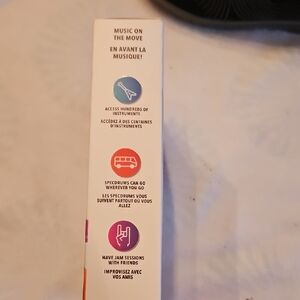 MUSIC ON
THE MOVE
EN AVANT LA
MUSIQUE!
ACCESS HUNDREDS OF
INSTRUMENTS
ACCÉDEZ À DES CENTAINES
D'INSTRUMENTS
SPECDRUMS CAN GO
WHEREVER YOU GO
LES SPECDRUMS VOUS
SUIVENT PARTOUT OÙ VOUS
ALLEZ
HAVE JAM SESSIONS
WITH FRIENDS
IMPROVISEZ AVEC
VOS AMIS